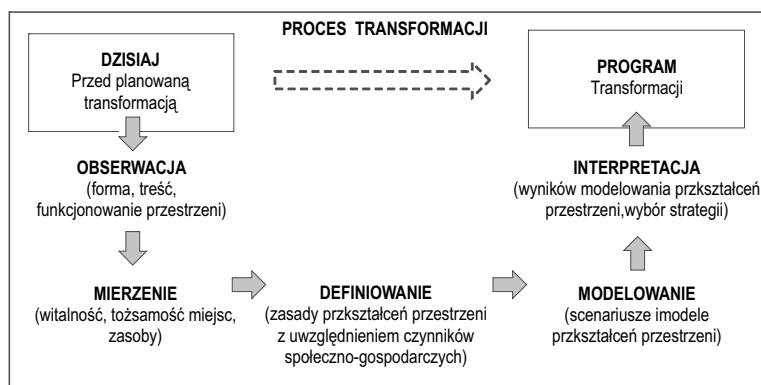 PROCES TRANSFORMACJI
DZISIAJ
Przed planowaną
transformacją
PROGRAM
Transformacji
OBSERWACJA
(forma, treść,
funkcjonowanie przestrzeni)
INTERPRETACJA
(wyników modelowania przkształceń
przestrzeni,wybór strategii)
MIERZENIE
(witalność, tożsamość miejsc,
zasoby)
DEFINIOWANIE
(zasady przkształceń przestrzeni
z uwzględnieniem czynników
społeczno-gospodarczych)
MODELOWANIE
(scenariusze imodele
przkształceń przestrzeni)